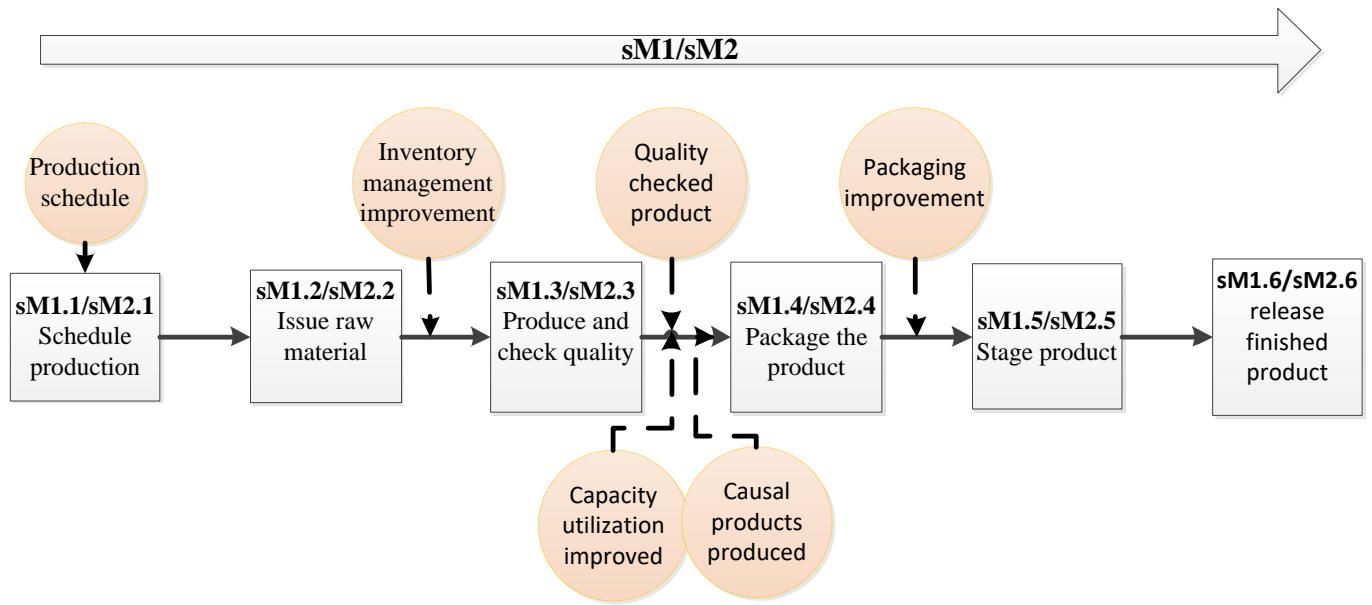 sM1/sM2
Production
schedule
Inventory
management
improvement
Quality
checked
product
Packaging
improvement
sM1.1/sM2.1
Schedule
production
sM1.2/sM2.2
Issue raw
material
sM1.3/sM2.3
Produce and
check quality
sM1.4/sM2.4
Package the
product
sM1.5/sM2.5
Stage product
sM1.6/sM2.6
release
finished
product
Capacity
utilization
improved
Causal
products
produced